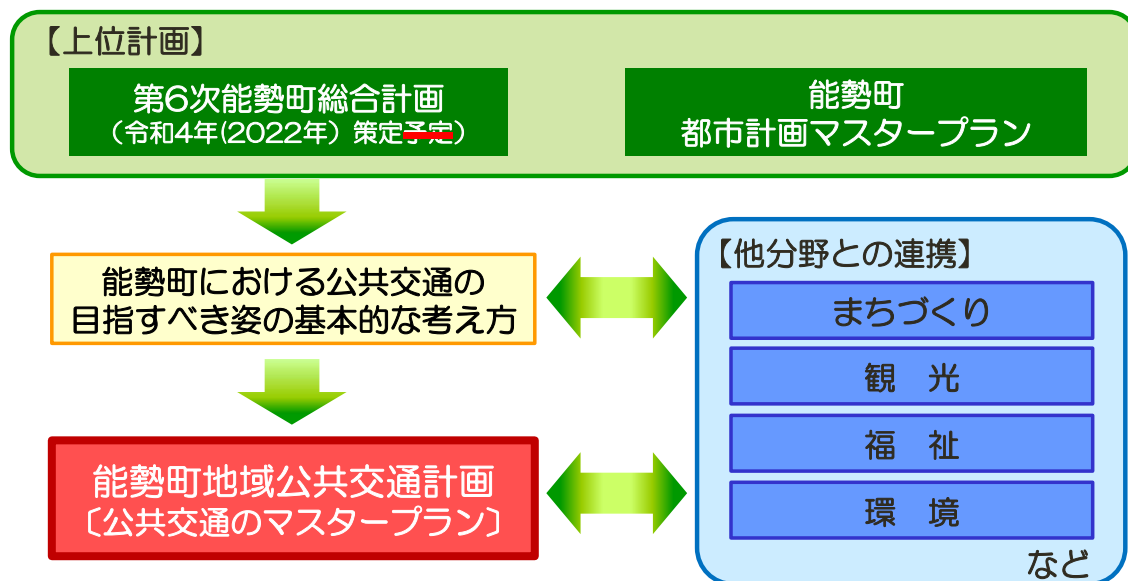 【上位計画】
第6次能勢町総合計画
（令和4年(2022年）策定予定）
能勢町
都市計画マスタープラン
能勢町における公共交通の
目指すべき姿の基本的な考え方
能勢町地域公共交通計画
〔公共交通のマスタープラン〕
【他分野との連携】
まちづくり
観　光
福　祉
環　境
など